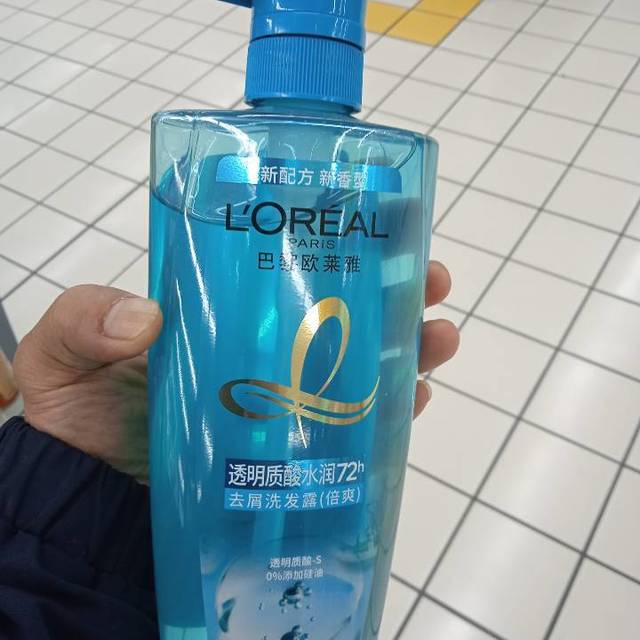 新配方 新香型
L'ORÉAL
PARIS
巴黎欧莱雅
透明质酸水润72h
去屑洗发露(倍爽)
透明质酸-S
0%添加硅油